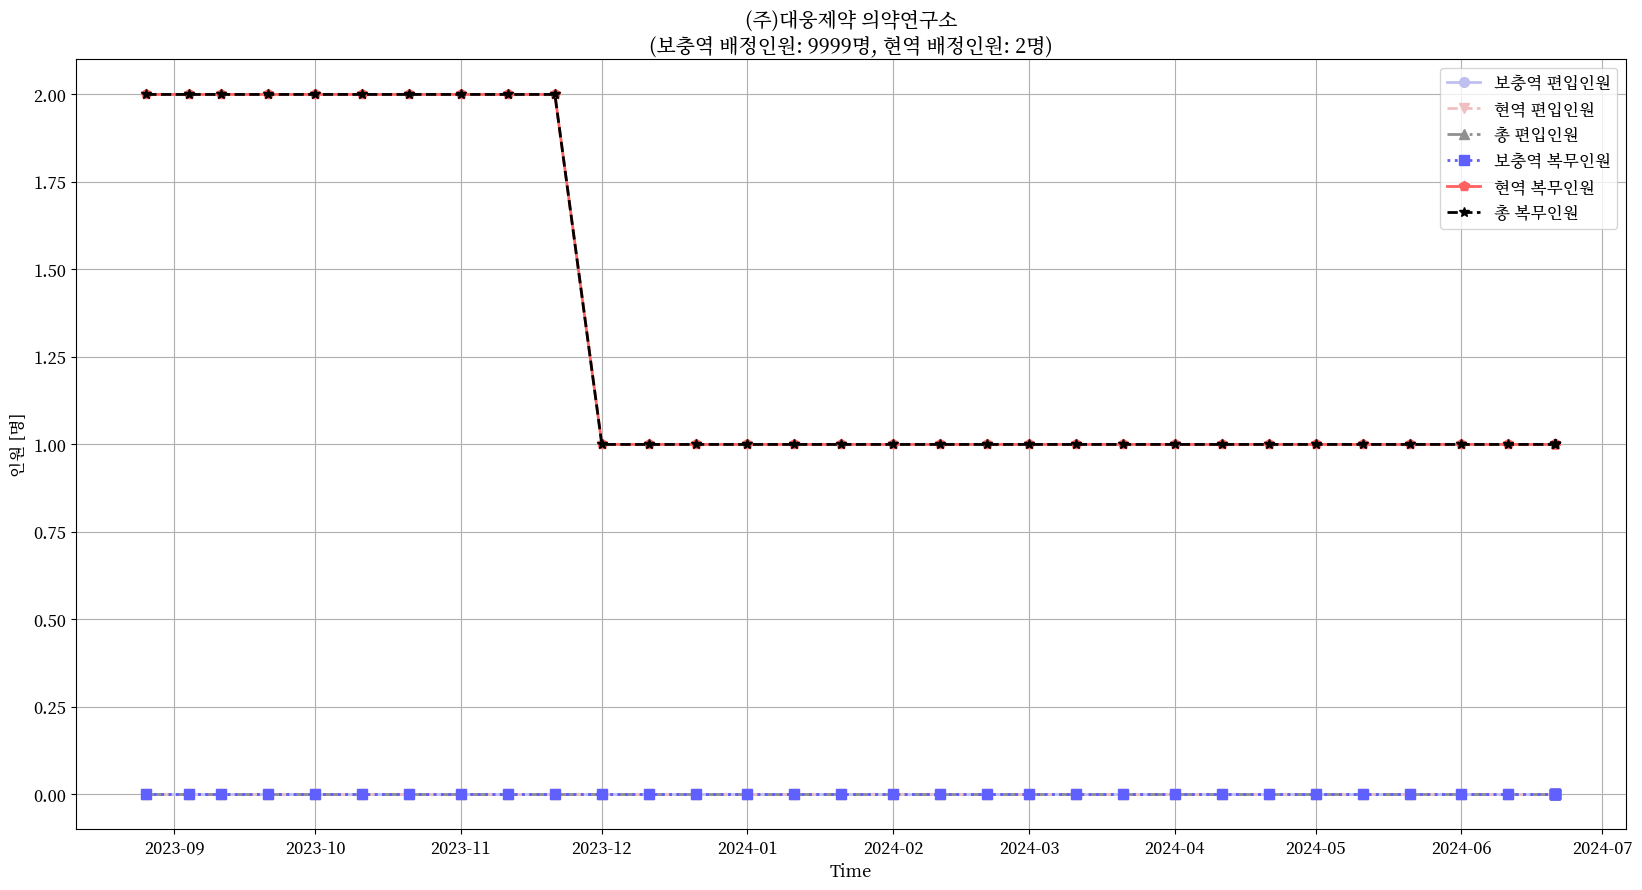 (주)대웅제약 의약연구소
(보충역 배정인원: 9999명, 현역 배정인원: 2명)
보충역 편입인원
현역 편입인원
총 편입인원
보충역 복무인원
현역 복무인원
총 복무인원
2.00
1.75
1.50
1.25
1.00
0.75
0.50
0.25
0.00
인원 [명]
2023-09
2023-10
2023-11
2023-12
2024-01
2024-02
2024-03
2024-04
2024-05
2024-06
2024-07
Time